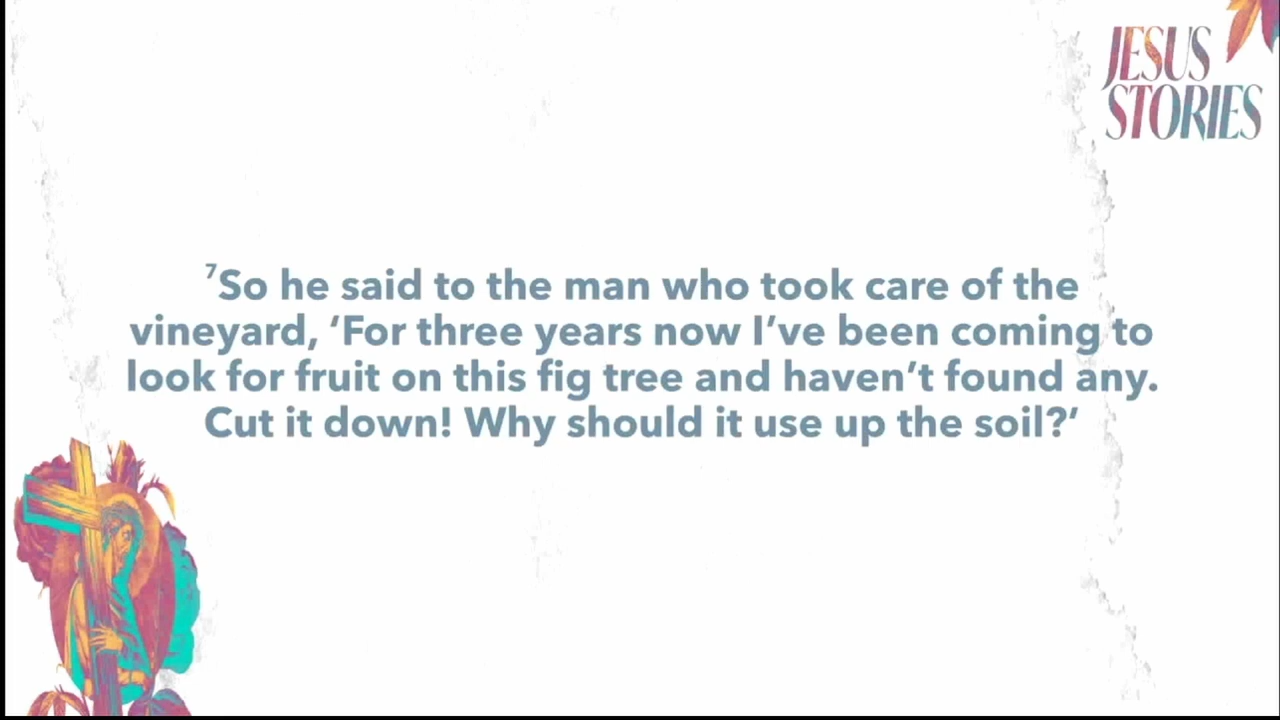 JESUS
STORIES
⁷So he said to the man who took care of the
vineyard, ‘For three years now I’ve been coming to
look for fruit on this fig tree and haven’t found any.
Cut it down! Why should it use up the soil?’